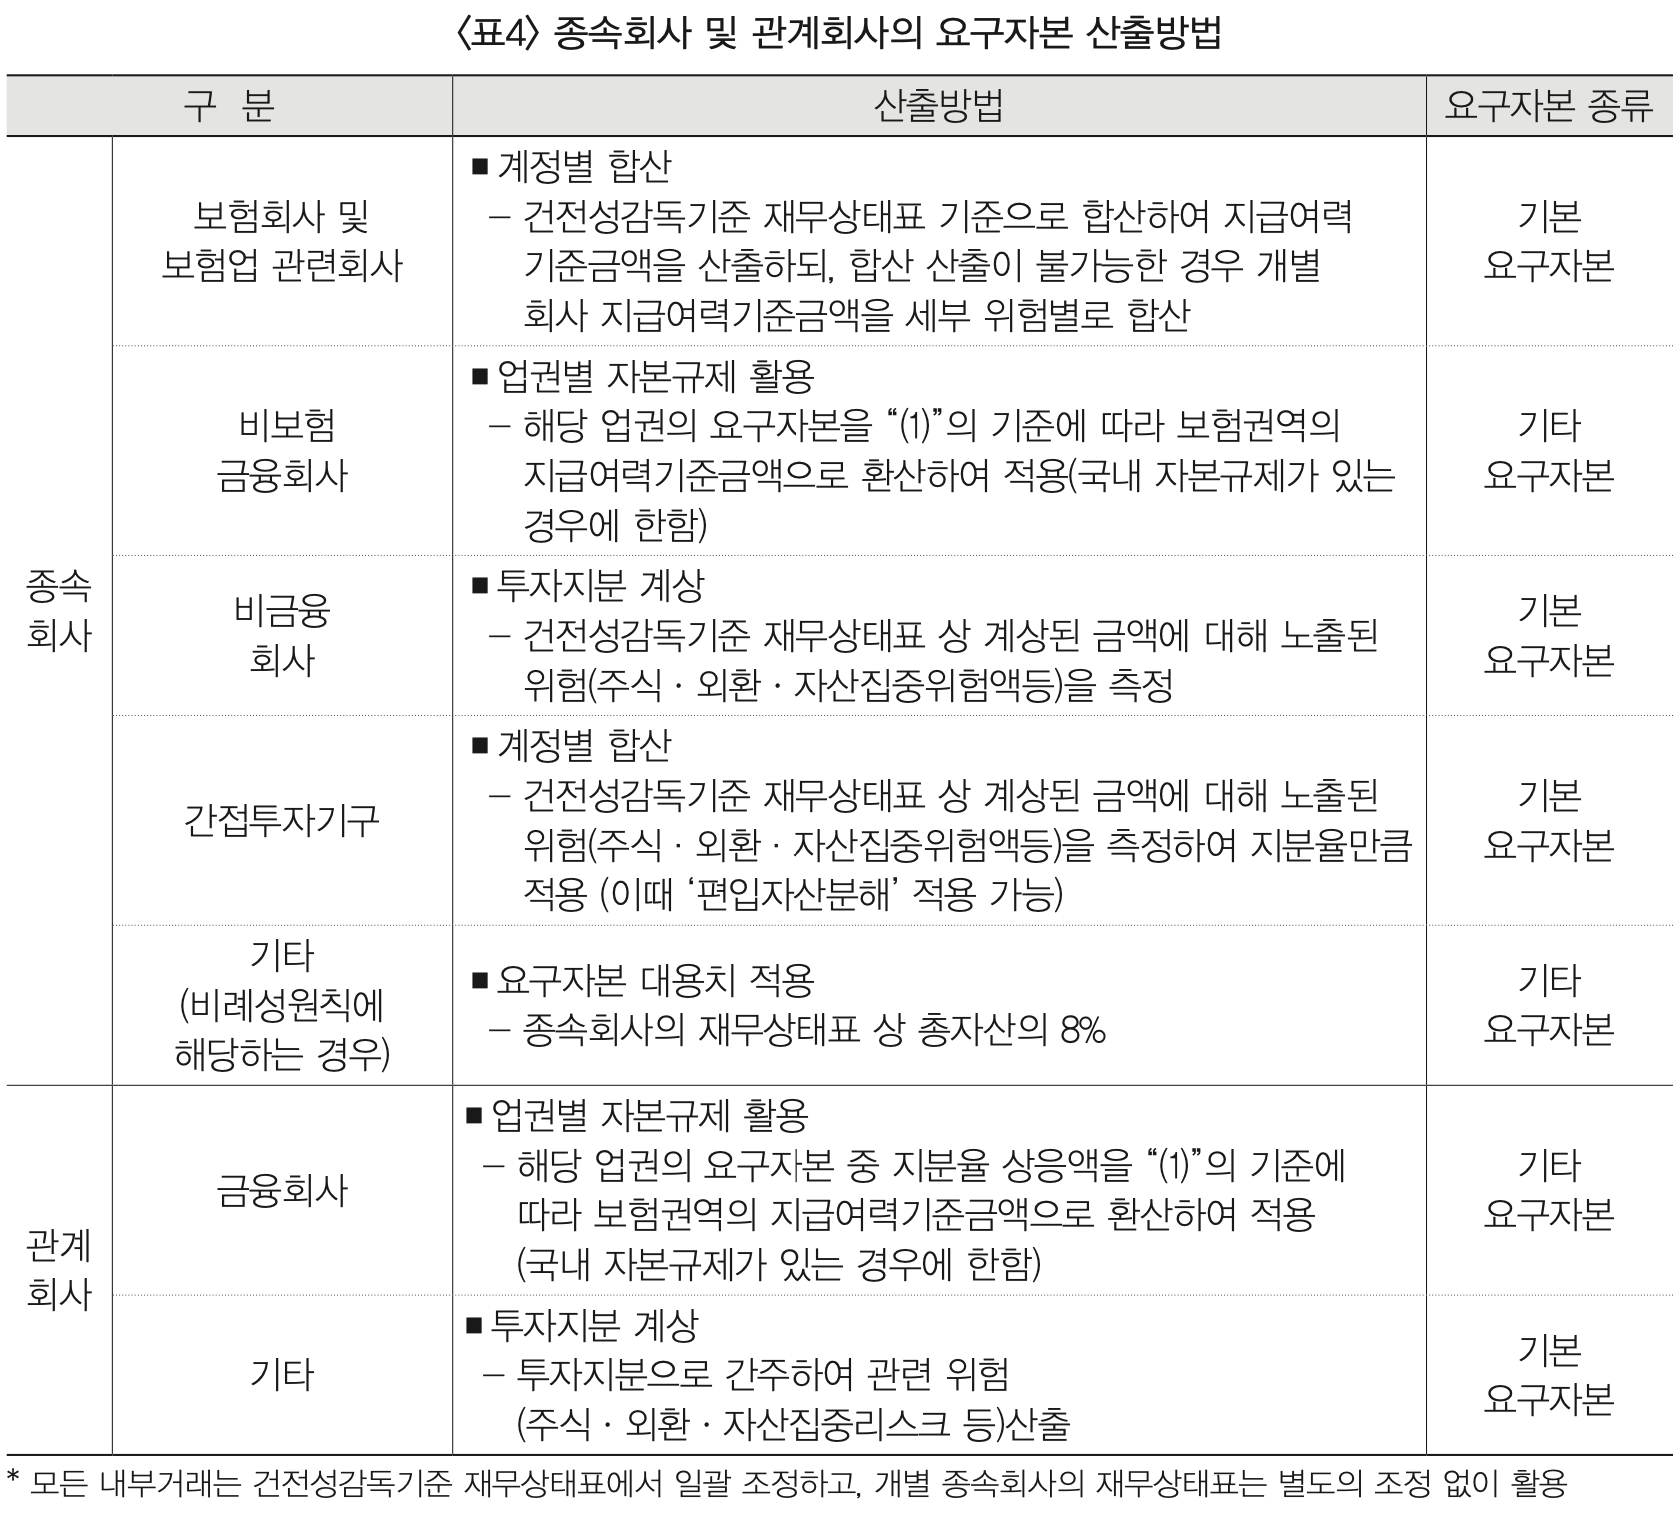 〈표4〉 종속회사 및 관계회사의 요구자본 산출방법
구 분 산출방법 요구자본 종류
종속
회사
보험회사 및
보험업 관련회사
■ 계정별 합산
– 건전성감독기준 재무상태표 기준으로 합산하여 지급여력
기준금액을 산출하되, 합산 산출이 불가능한 경우 개별
회사 지급여력기준금액을 세부 위험별로 합산
기본
요구자본
비보험
금융회사
■ 업권별 자본규제 활용
– 해당 업권의 요구자본을 “(1)”의 기준에 따라 보험권역의
지급여력기준금액으로 환산하여 적용(국내 자본규제가 있는
경우에 한함)
기타
요구자본
비금융
회사
■ 투자지분 계상
– 건전성감독기준 재무상태표 상 계상된 금액에 대해 노출된
위험(주식 · 외환 · 자산집중위험액등)을 측정
기본
요구자본
간접투자기구
■ 계정별 합산
– 건전성감독기준 재무상태표 상 계상된 금액에 대해 노출된
위험(주식 · 외환 · 자산집중위험액등)을 측정하여 지분율만큼
적용 (이때 ‘편입자산분해’ 적용 가능)
기본
요구자본
기타
(비례성원칙에
해당하는 경우)
■ 요구자본 대용치 적용
– 종속회사의 재무상태표 상 총자산의 8%
기타
요구자본
관계
회사
금융회사
■ 업권별 자본규제 활용
– 해당 업권의 요구자본 중 지분율 상응액을 “(1)”의 기준에
따라 보험권역의 지급여력기준금액으로 환산하여 적용
(국내 자본규제가 있는 경우에 한함)
기타
요구자본
기타
■ 투자지분 계상
– 투자지분으로 간주하여 관련 위험
(주식 · 외환 · 자산집중리스크 등)산출
기본
요구자본
* 모든 내부거래는 건전성감독기준 재무상태표에서 일괄 조정하고, 개별 종속회사의 재무상태표는 별도의 조정 없이 활용